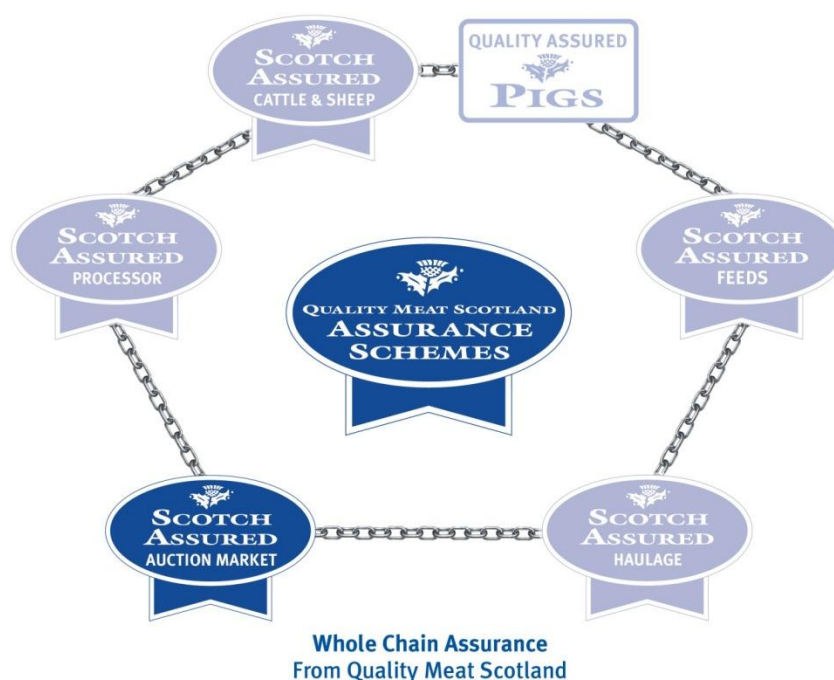 SCOTCH
ASSURED
CATTLE & SHEEP
QUALITY ASSURED
PIGS
SCOTCH
ASSURED
PROCESSOR
SCOTCH
ASSURED
FEEDS
QUALITY MEAT SCOTLAND
ASSURANCE
SCHEMES
SCOTCH
ASSURED
AUCTION MARKET
SCOTCH
ASSURED
HAULAGE
Whole Chain Assurance
From Quality Meat Scotland